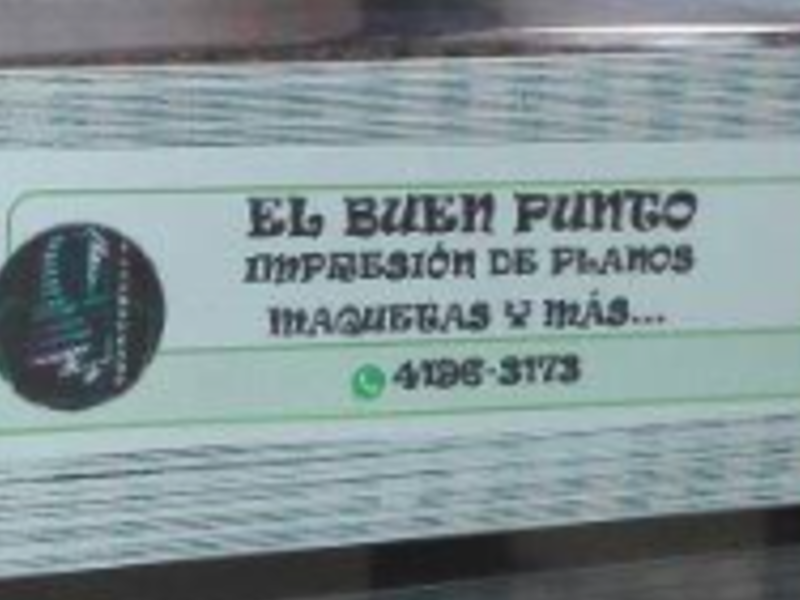 EL BUEN PUNTO
IMPRESIÓN DE PLANOS
MAQUETAS Y MÁS...
4196-3173